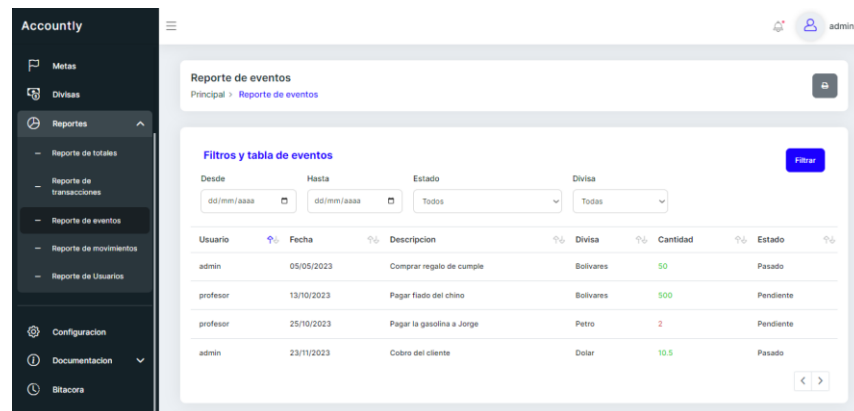 Accountly
admin
Metas
Divisas
Reportes
Reporte de totales
Reporte de
transacciones
Reporte de eventos
Reporte de movimientos
Reporte de Usuarios
Configuracion
Documentacion
Bitacora
Reporte de eventos
Principal > Reporte de eventos
Filtros y tabla de eventos
Filtrar
Desde Hasta Estado Divisa
dd/mm/aaaa dd/mm/aaaa Todos Todas
Usuario Fecha Descripcion Divisa Cantidad Estado
admin 05/05/2023 Comprar regalo de cumple Bolivares 50 Pasado
profesor 13/10/2023 Pagar fiado del chino Bolivares 500 Pendiente
profesor 25/10/2023 Pagar la gasolina a Jorge Petro 2 Pendiente
admin 23/11/2023 Cobro del cliente Dolar 10.5 Pasado